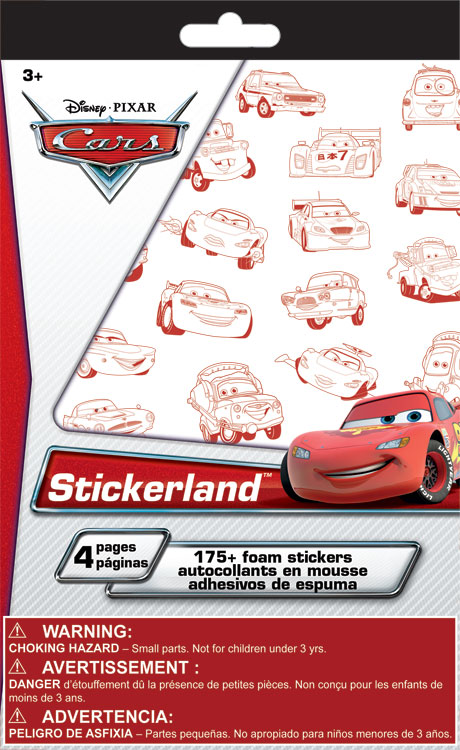 3+
Disney · PIXAR
Cars
日本 7
Stickerland™
4 pages
páginas
175+ foam stickers
autocollants en mousse
adhesivos de espuma
⚠ WARNING:
CHOKING HAZARD – Small parts. Not for children under 3 yrs.
⚠ AVERTISSEMENT :
DANGER d'étouffement dû la présence de petites pièces. Non conçu pour les enfants de
moins de 3 ans.
⚠ ADVERTENCIA:
PELIGRO DE ASFIXIA – Partes pequeñas. No apropiado para niños menores de 3 años.